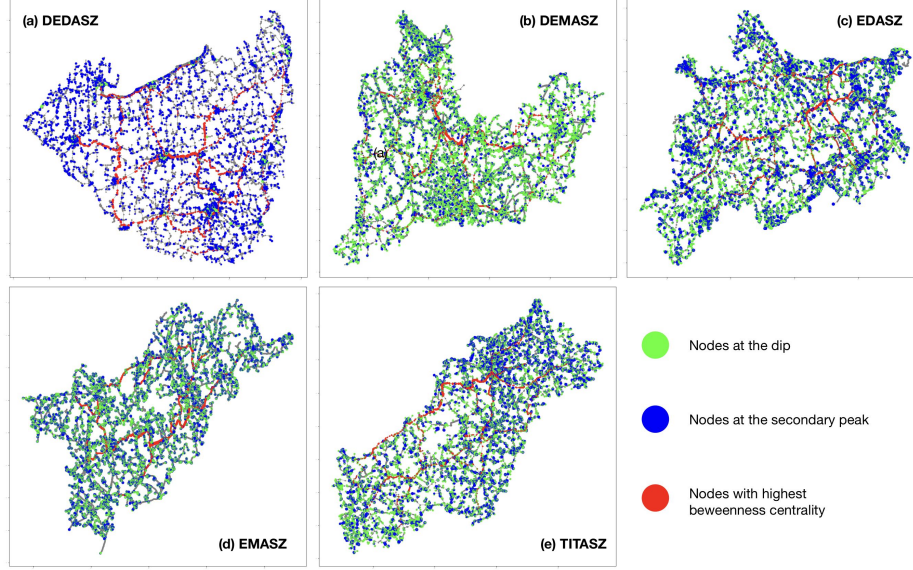 (a) DEDASZ
(b) DEMASZ
(c) EDASZ
(a)
(d) EMASZ
(e) TITASZ
Nodes at the dip
Nodes at the secondary peak
Nodes with highest
beweenness centrality